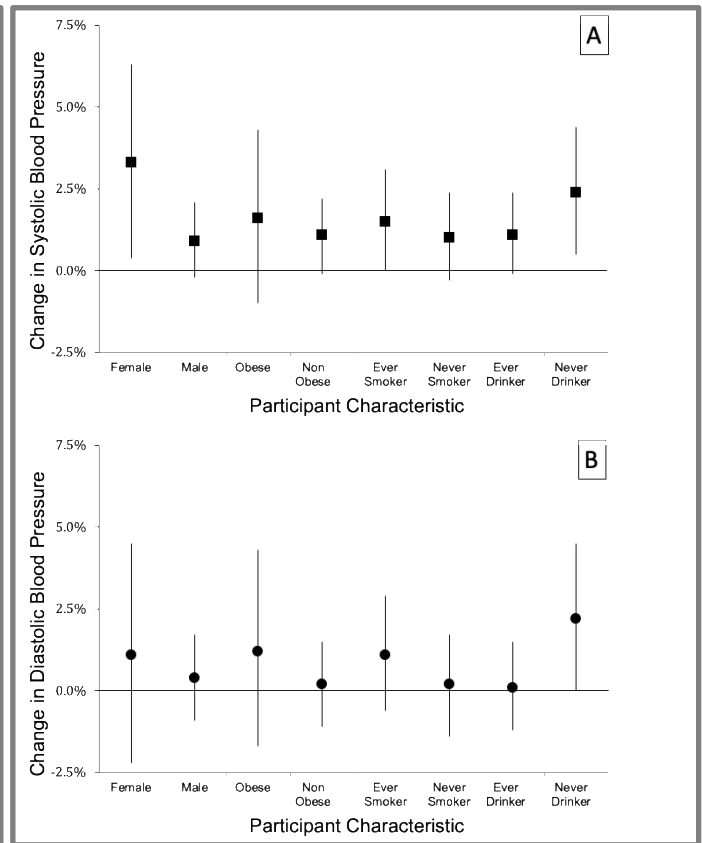 A
7.5%
5.0%
2.5%
0.0%
-2.5%
Change in Systolic Blood Pressure
Female Male Obese Non Obese Ever Smoker Never Smoker Ever Drinker Never Drinker
Participant Characteristic
B
7.5%
5.0%
2.5%
0.0%
-2.5%
Change in Diastolic Blood Pressure
Female Male Obese Non Obese Ever Smoker Never Smoker Ever Drinker Never Drinker
Participant Characteristic